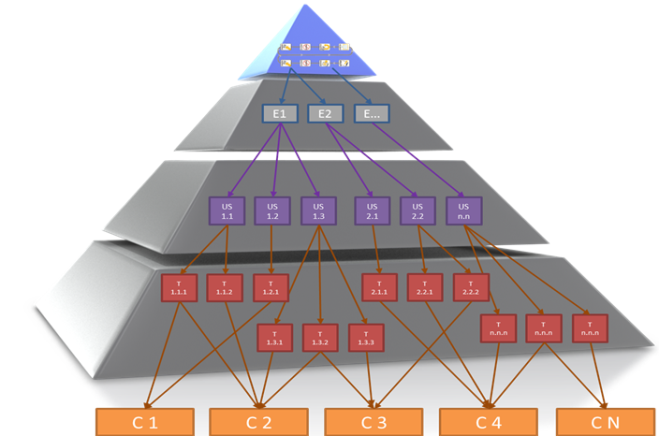 E1 E2 E...
US 1.1
US 1.2
US 1.3
US 2.1
US 2.2
US n.n
T 1.1.1
T 1.1.2
T 1.2.1
T 2.1.1
T 2.2.1
T 2.2.2
T 1.3.1
T 1.3.2
T 1.3.3
T n.n.n
T n.n.n
T n.n.n
C 1 C 2 C 3 C 4 C N